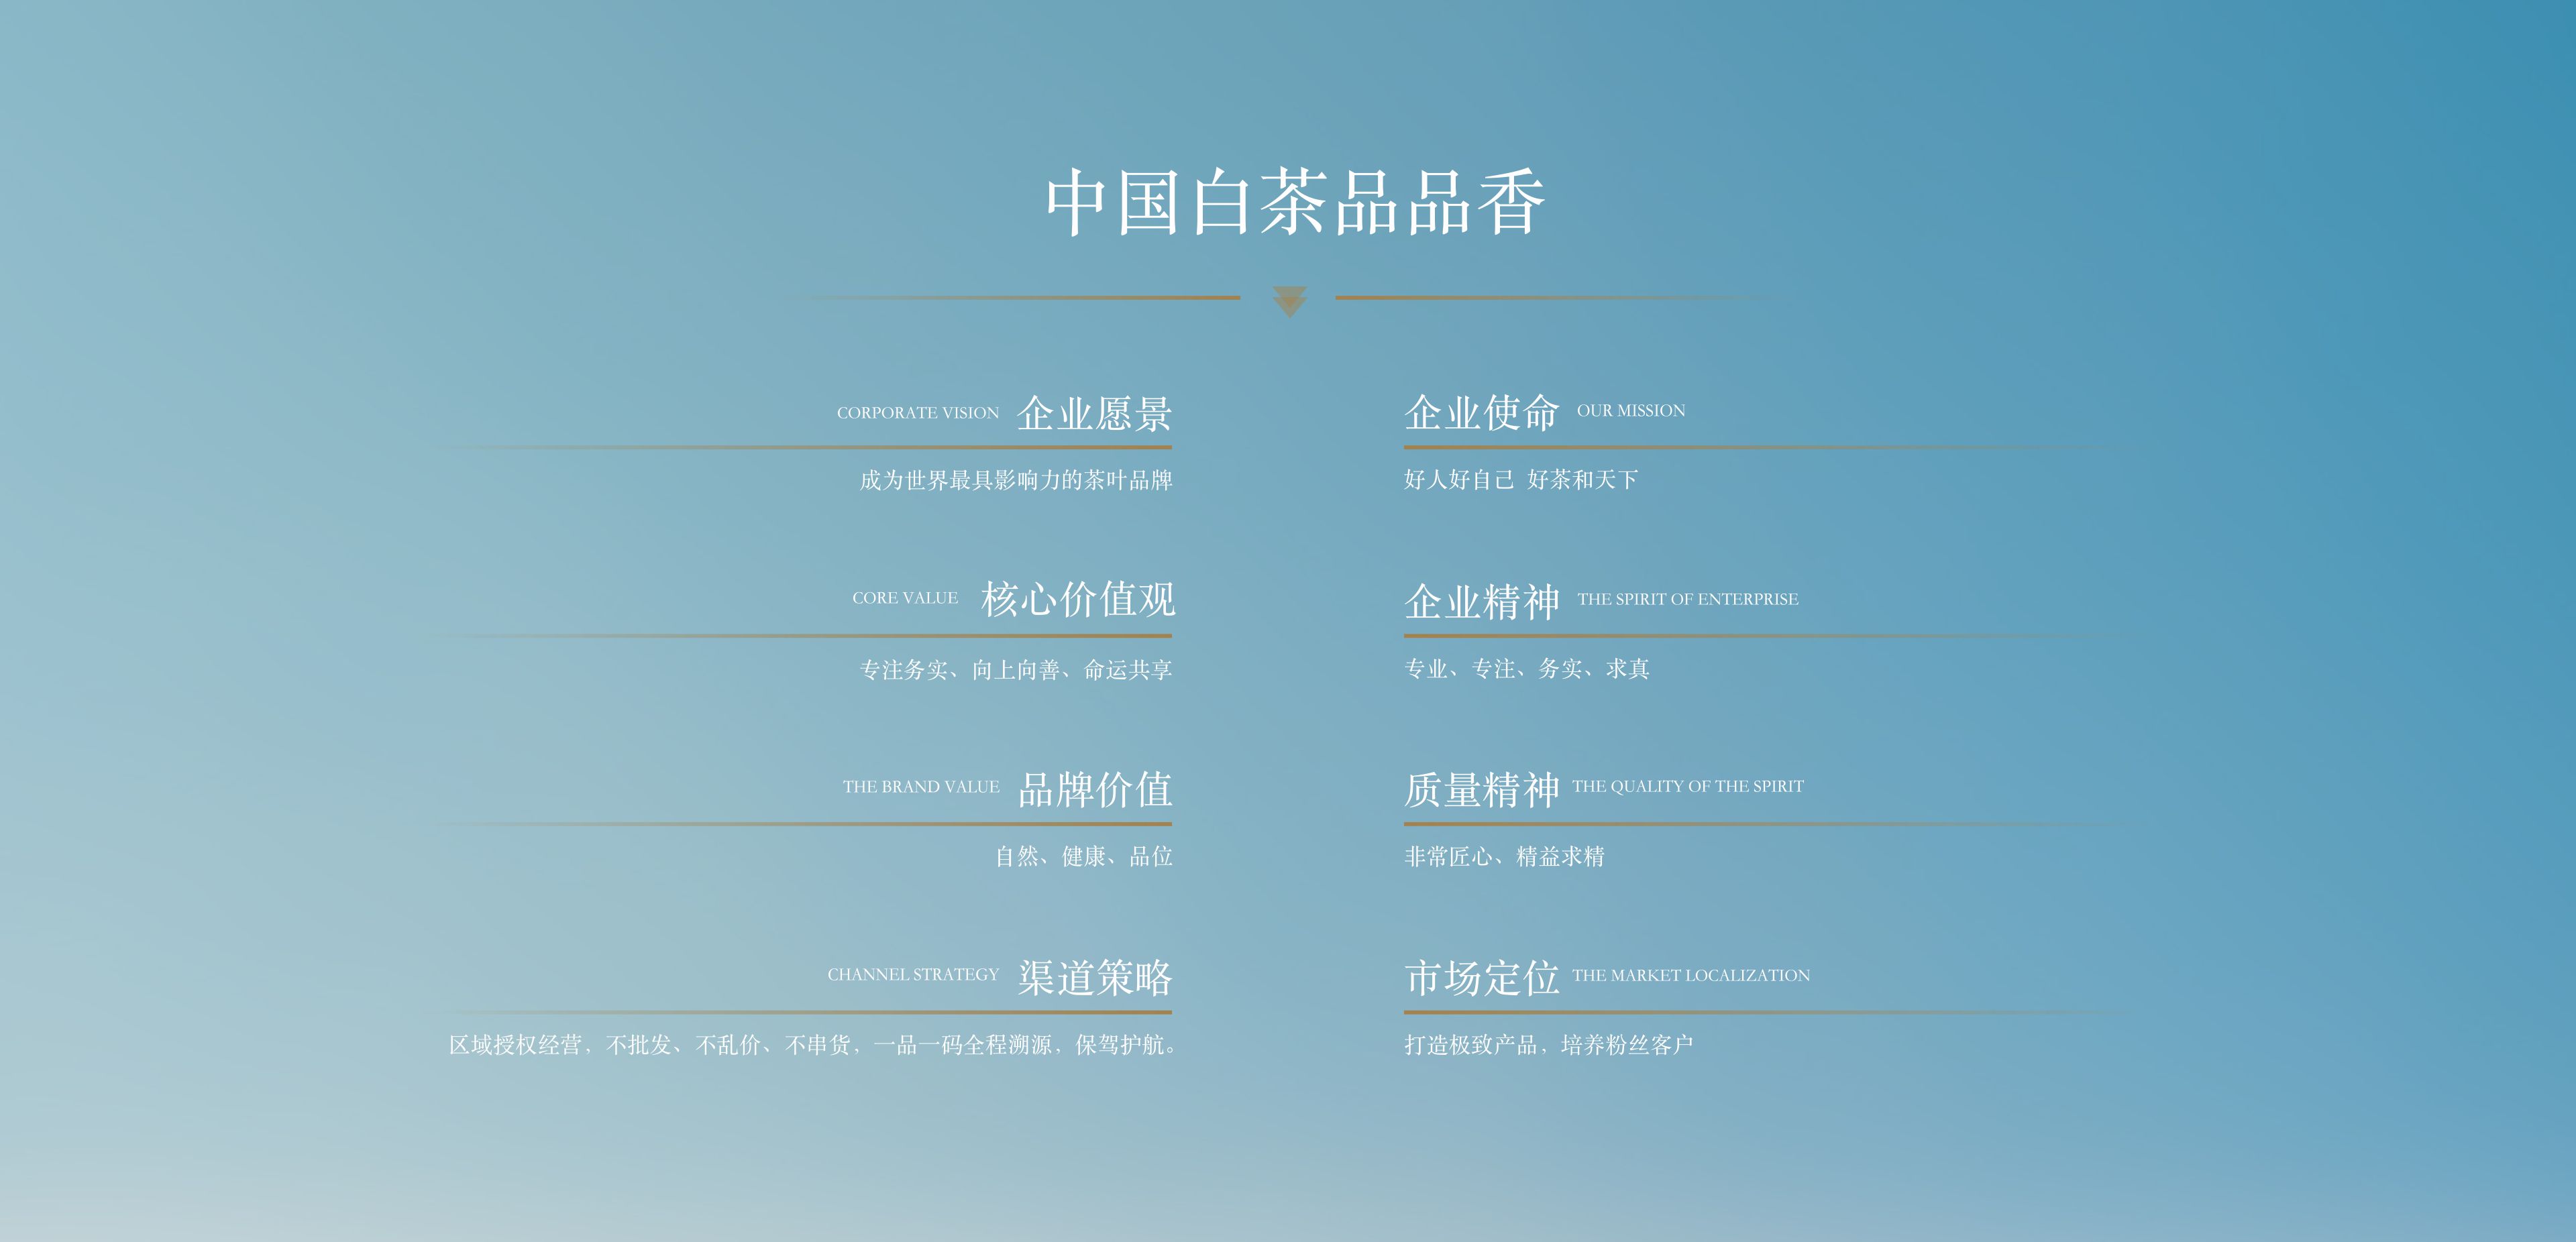 中国白茶品品香
CORPORATE VISION 企业愿景
成为世界最具影响力的茶叶品牌
企业使命 OUR MISSION
好人好自己 好茶和天下
CORE VALUE 核心价值观
专注务实、向上向善、命运共享
企业精神 THE SPIRIT OF ENTERPRISE
专业、专注、务实、求真
THE BRAND VALUE 品牌价值
自然、健康、品位
质量精神 THE QUALITY OF THE SPIRIT
非常匠心、精益求精
CHANNEL STRATEGY 渠道策略
区域授权经营，不批发、不乱价、不串货，一品一码全程溯源，保驾护航。
市场定位 THE MARKET LOCALIZATION
打造极致产品，培养粉丝客户